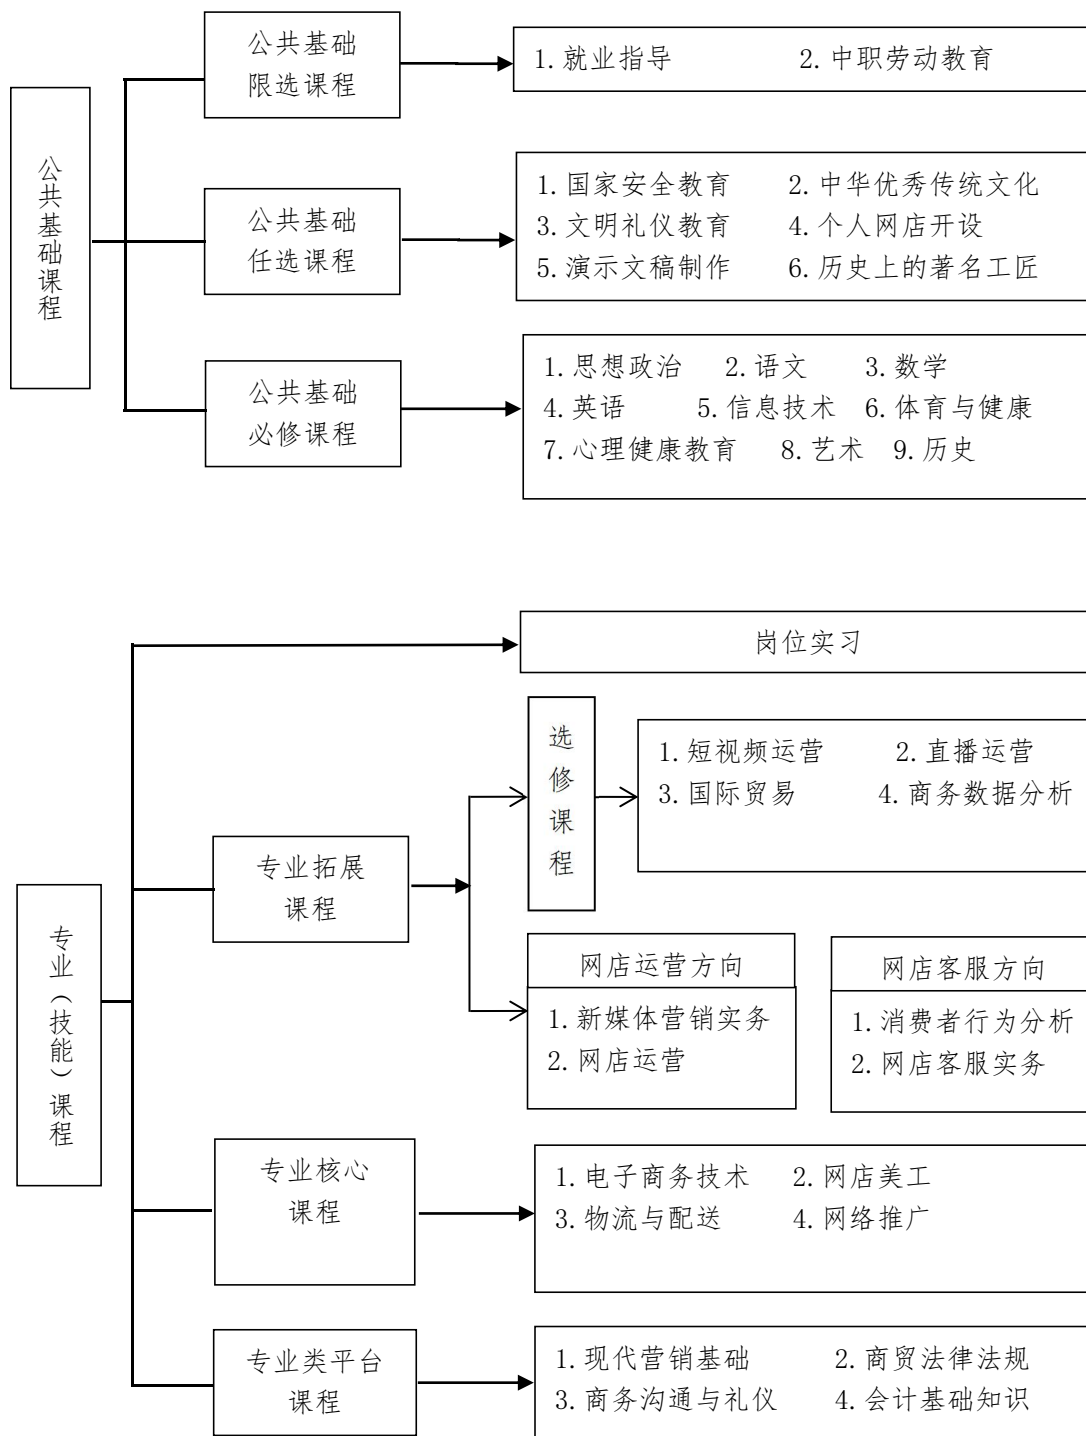 公共基础课程
公共基础
限选课程
1.就业指导 2.中职劳动教育
公共基础
任选课程
1.国家安全教育 2.中华优秀传统文化
3.文明礼仪教育 4.个人网店开设
5.演示文稿制作 6.历史上的著名工匠
公共基础
必修课程
1.思想政治 2.语文 3.数学
4.英语 5.信息技术 6.体育与健康
7.心理健康教育 8.艺术 9.历史
专业（技能）课程
岗位实习
专业拓展
课程
选修课程
1.短视频运营 2.直播运营
3.国际贸易 4.商务数据分析
网店运营方向
1.新媒体营销实务
2.网店运营
网店客服方向
1.消费者行为分析
2.网店客服实务
专业核心
课程
1.电子商务技术 2.网店美工
3.物流与配送 4.网络推广
专业类平台
课程
1.现代营销基础 2.商贸法律法规
3.商务沟通与礼仪 4.会计基础知识